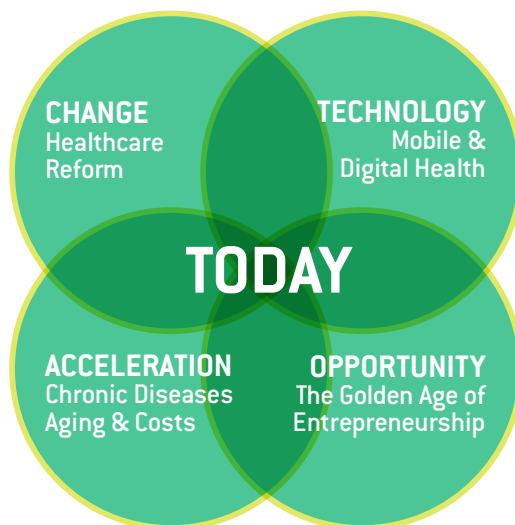 CHANGE
Healthcare
Reform
TECHNOLOGY
Mobile &
Digital Health
TODAY
ACCELERATION
Chronic Diseases
Aging & Costs
OPPORTUNITY
The Golden Age of
Entrepreneurship